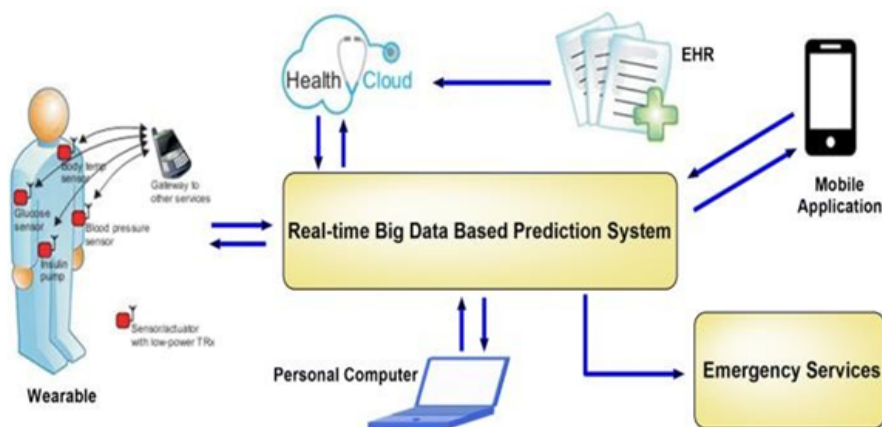 Health Cloud
EHR
Body temp
sensor
Gateway to
other services
Glucose
sensor
Blood pressure
sensor
Insulin
pump
Sensor/actuator
with low-power TRx
Wearable
Real-time Big Data Based Prediction System
Mobile
Application
Personal Computer
Emergency Services